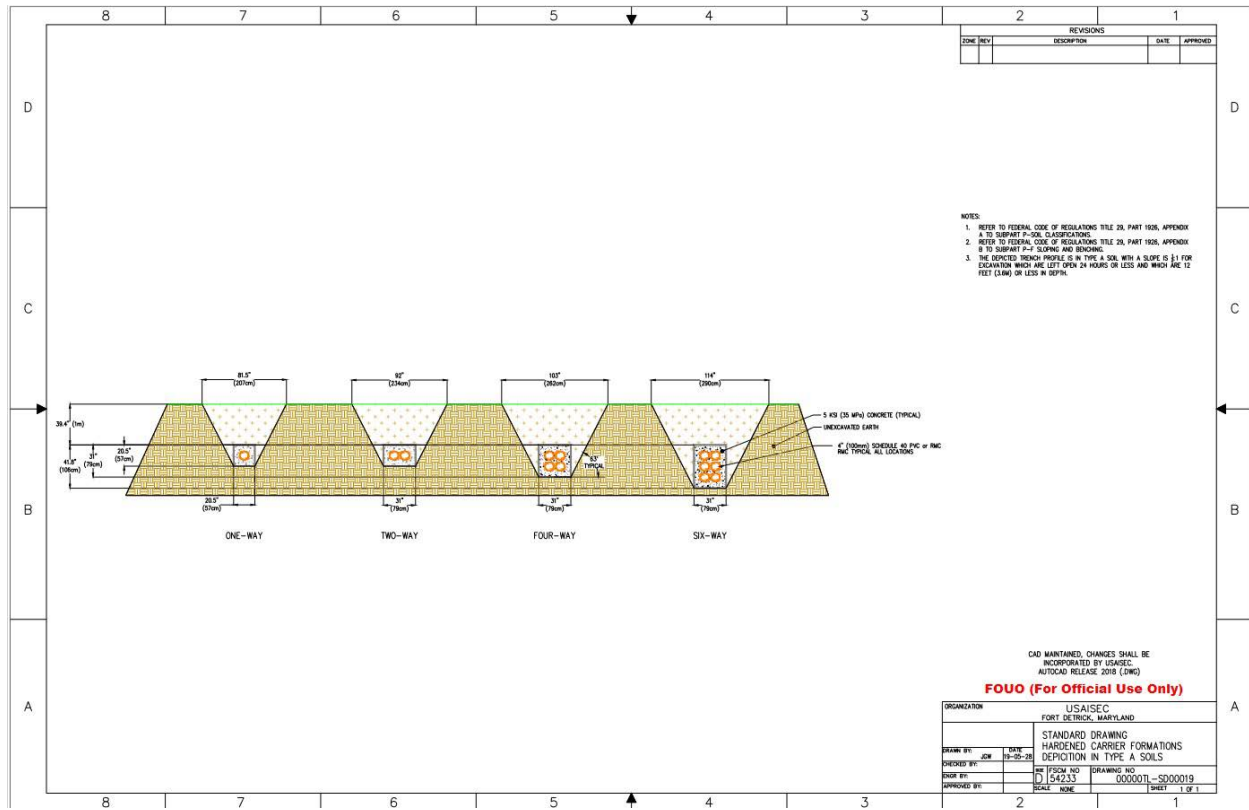 8 7 6 5 4 3 2 1
REVISIONS
ZONE REV DESCRIPTION DATE APPROVED
D D
NOTES:
1. REFER TO FEDERAL CODE OF REGULATIONS TITLE 29, PART 1926, APPENDIX
A TO SUBPART P-SOIL CLASSIFICATIONS.
2. REFER TO FEDERAL CODE OF REGULATIONS TITLE 29, PART 1926, APPENDIX
B TO SUBPART P-F SLOPING AND BENCHING.
3. THE DEPICTED TRENCH PROFILE IS IN TYPE A SOIL WITH A SLOPE IS ½:1 FOR
EXCAVATION WHICH ARE LEFT OPEN 24 HOURS OR LESS AND WHICH ARE 12
FEET (3.6M) OR LESS IN DEPTH.
C C
81.5" 92" 103" 114"
(207cm) (234cm) (262cm) (290cm)
39.4" (1m)
5 KSI (35 MPa) CONCRETE (TYPICAL)
UNEXCAVATED EARTH
4" (100mm) SCHEDULE 40 PVC or RMC
RMC TYPICAL ALL LOCATIONS
41.8"
(106cm)
31"
(79cm)
20.5"
(57cm)
63°
TYPICAL
20.5" 31" 31" 31"
(57cm) (79cm) (79cm) (79cm)
B B
ONE-WAY TWO-WAY FOUR-WAY SIX-WAY
CAD MAINTAINED, CHANGES SHALL BE
INCORPORATED BY USAISEC.
AUTOCAD RELEASE 2018 (.DWG)
FOUO (For Official Use Only)
A A
ORGANIZATION USAISEC
FORT DETRICK, MARYLAND
STANDARD DRAWING
HARDENED CARRIER FORMATIONS
DEPICITION IN TYPE A SOILS
DRAWN BY: JGW DATE 19-05-28
CHECKED BY:
ENGR BY:
APPROVED BY:
SIZE D FSCM NO 54233 DRAWING NO 00000TL-SD00019
SCALE NONE SHEET 1 OF 1
8 7 6 5 4 3 2 1